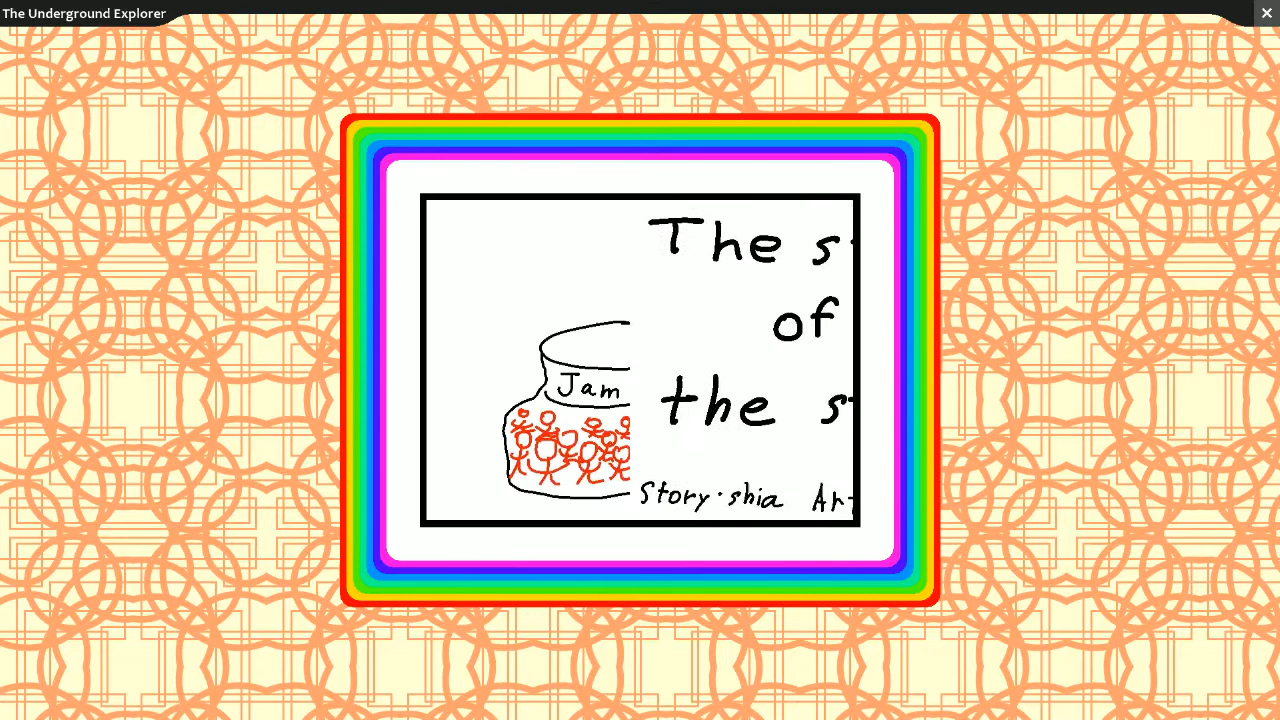 The Underground Explorer
The s
of
the s
Jam
Story・shia Ar